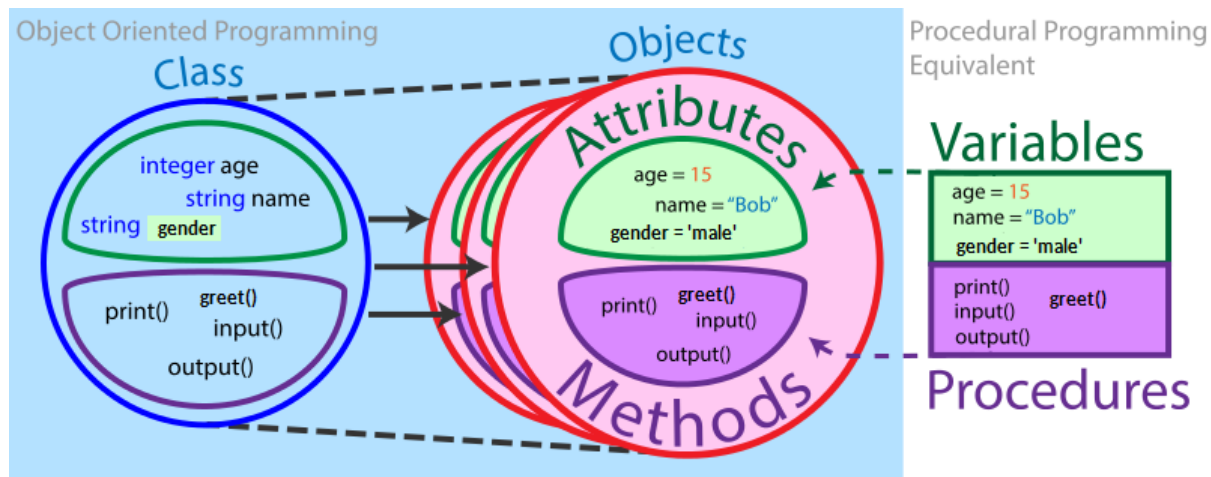 Object Oriented Programming
Class
integer age
string name
string gender
print() greet()
input()
output()
Objects
Attributes
age = 15
name = “Bob”
gender = 'male'
print() greet()
input()
output()
Methods
Procedural Programming
Equivalent
Variables
age = 15
name = “Bob”
gender = 'male'
print()
input() greet()
output()
Procedures